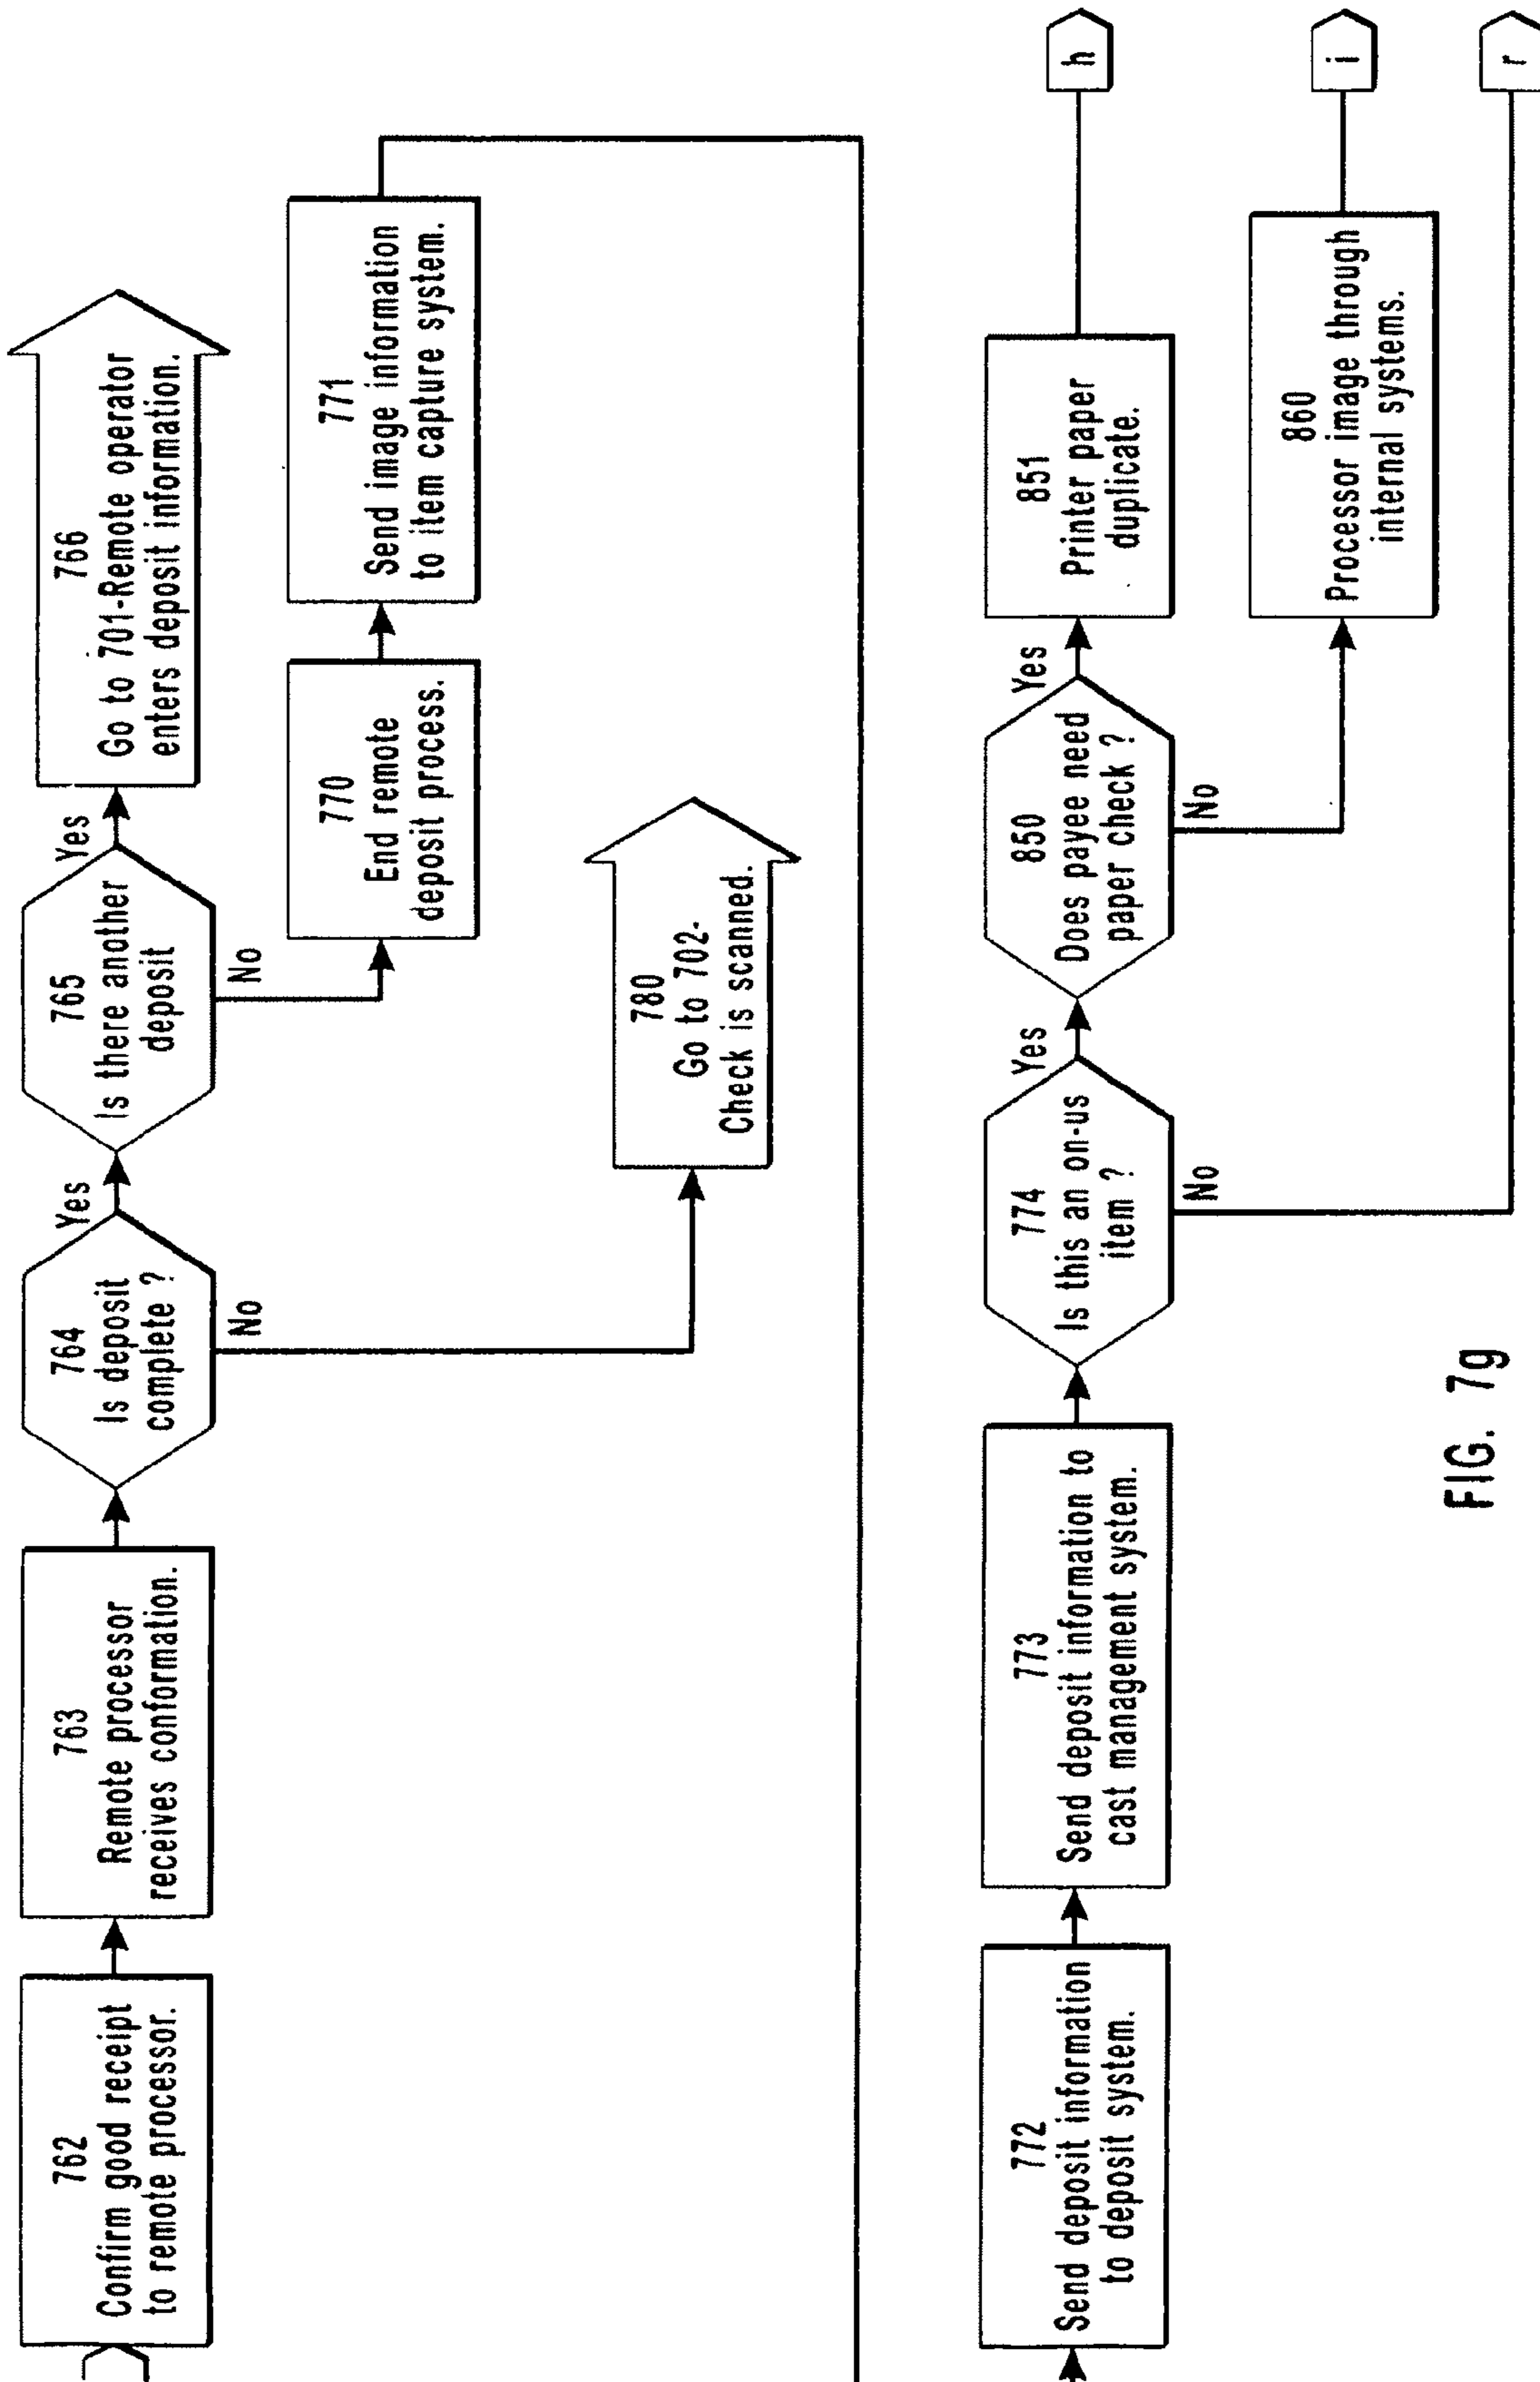 762
Confirm good receipt
to remote processor.
763
Remote processor
receives conformation.
764
Is deposit
complete ?
Yes
No
765
Is there another
deposit
Yes
No
766
Go to 701-Remote operator
enters deposit information.
770
End remote
deposit process.
771
Send image information
to item capture system.
780
Go to 702-
Check is scanned.
772
Send deposit information
to deposit system.
773
Send deposit information to
cast management system.
774
Is this an on-us
item ?
Yes
No
850
Does payee need
paper check ?
Yes
No
851
Printer paper
duplicate.
860
Processor image through
internal systems.
h
i
r
FIG. 7g